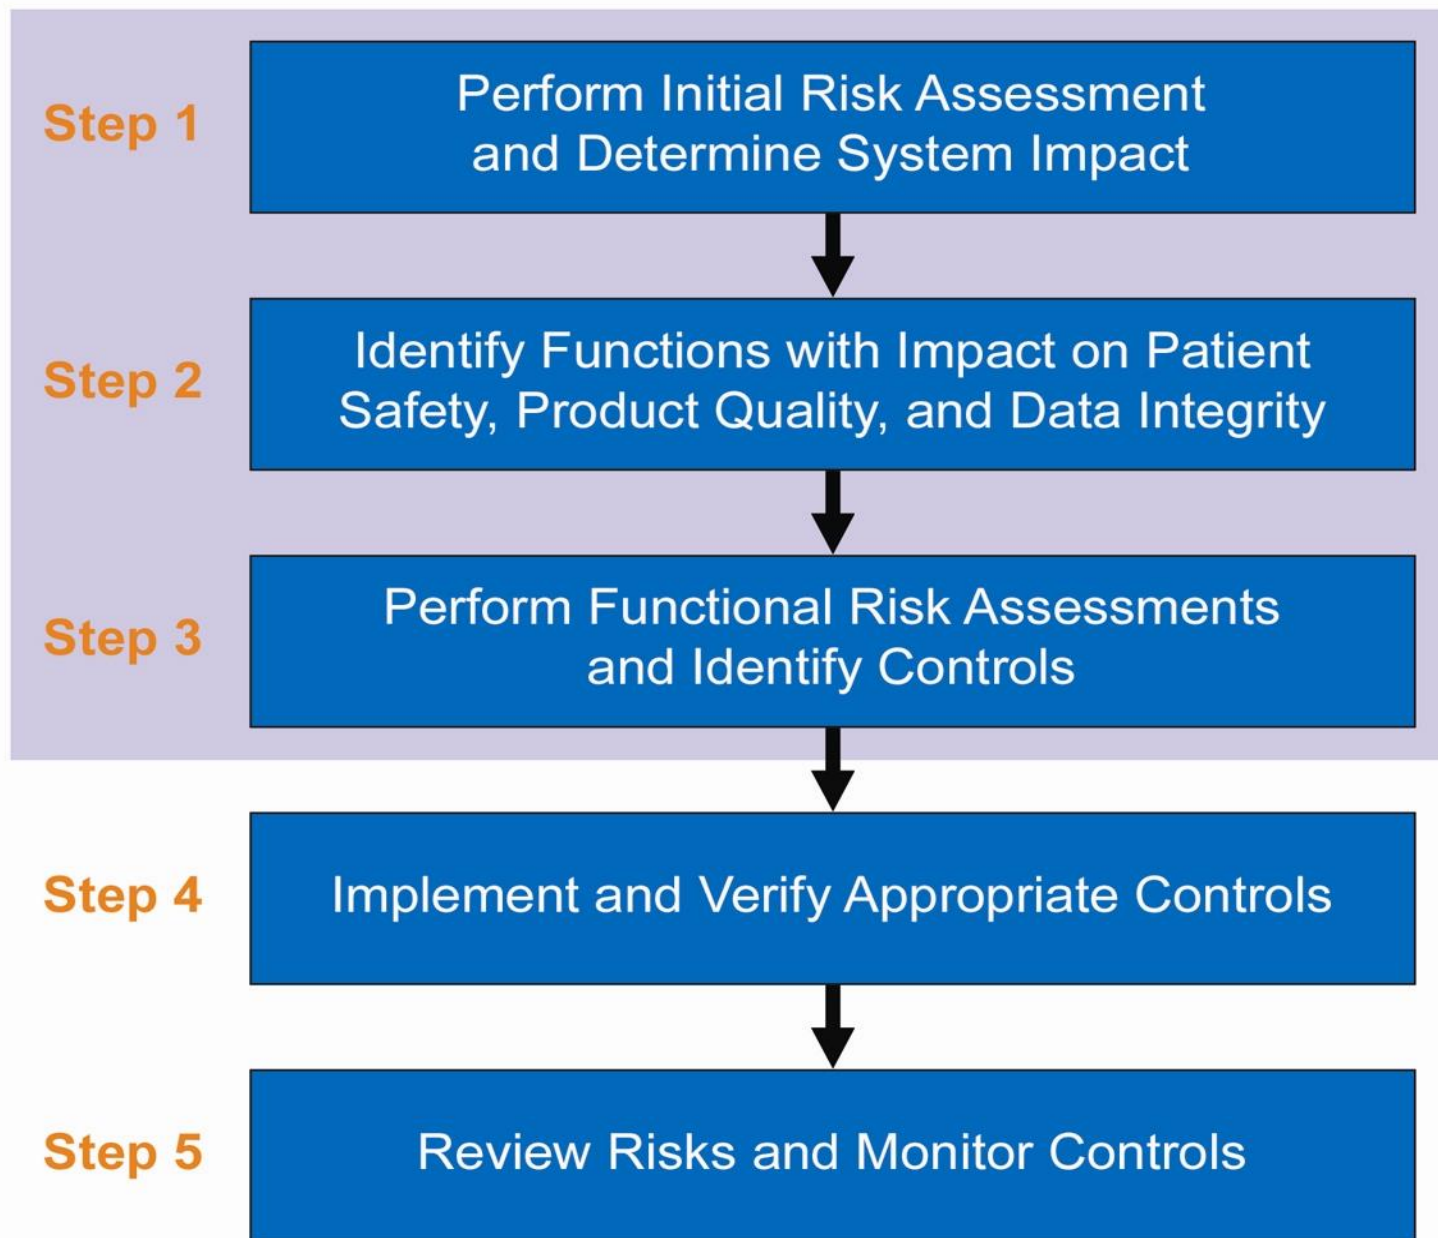 Step 1
Perform Initial Risk Assessment
and Determine System Impact
Step 2
Identify Functions with Impact on Patient
Safety, Product Quality, and Data Integrity
Step 3
Perform Functional Risk Assessments
and Identify Controls
Step 4
Implement and Verify Appropriate Controls
Step 5
Review Risks and Monitor Controls